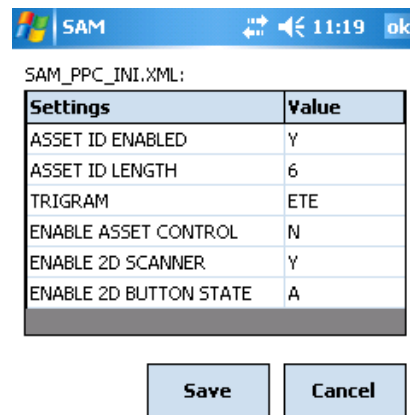 SAM 11:19 ok
SAM_PPC_INI.XML:
Settings Value
ASSET ID ENABLED Y
ASSET ID LENGTH 6
TRIGRAM ETE
ENABLE ASSET CONTROL N
ENABLE 2D SCANNER Y
ENABLE 2D BUTTON STATE A
Save Cancel